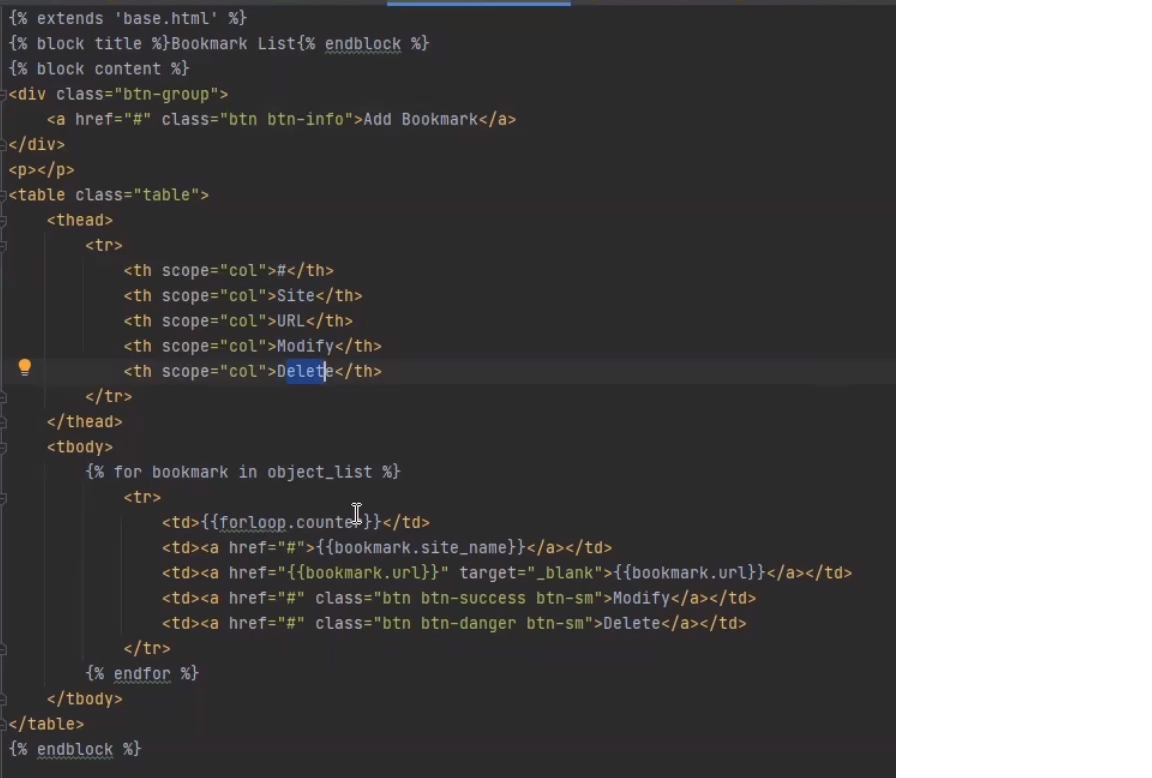 {% extends 'base.html' %}
{% block title %}Bookmark List{% endblock %}
{% block content %}
<div class="btn-group">
    <a href="#" class="btn btn-info">Add Bookmark</a>
</div>
<p></p>
<table class="table">
    <thead>
        <tr>
            <th scope="col">#</th>
            <th scope="col">Site</th>
            <th scope="col">URL</th>
            <th scope="col">Modify</th>
            <th scope="col">Delete</th>
        </tr>
    </thead>
    <tbody>
        {% for bookmark in object_list %}
            <tr>
                <td>{{forloop.counter}}</td>
                <td><a href="#">{{bookmark.site_name}}</a></td>
                <td><a href="{{bookmark.url}}" target="_blank">{{bookmark.url}}</a></td>
                <td><a href="#" class="btn btn-success btn-sm">Modify</a></td>
                <td><a href="#" class="btn btn-danger btn-sm">Delete</a></td>
            </tr>
        {% endfor %}
    </tbody>
</table>
{% endblock %}